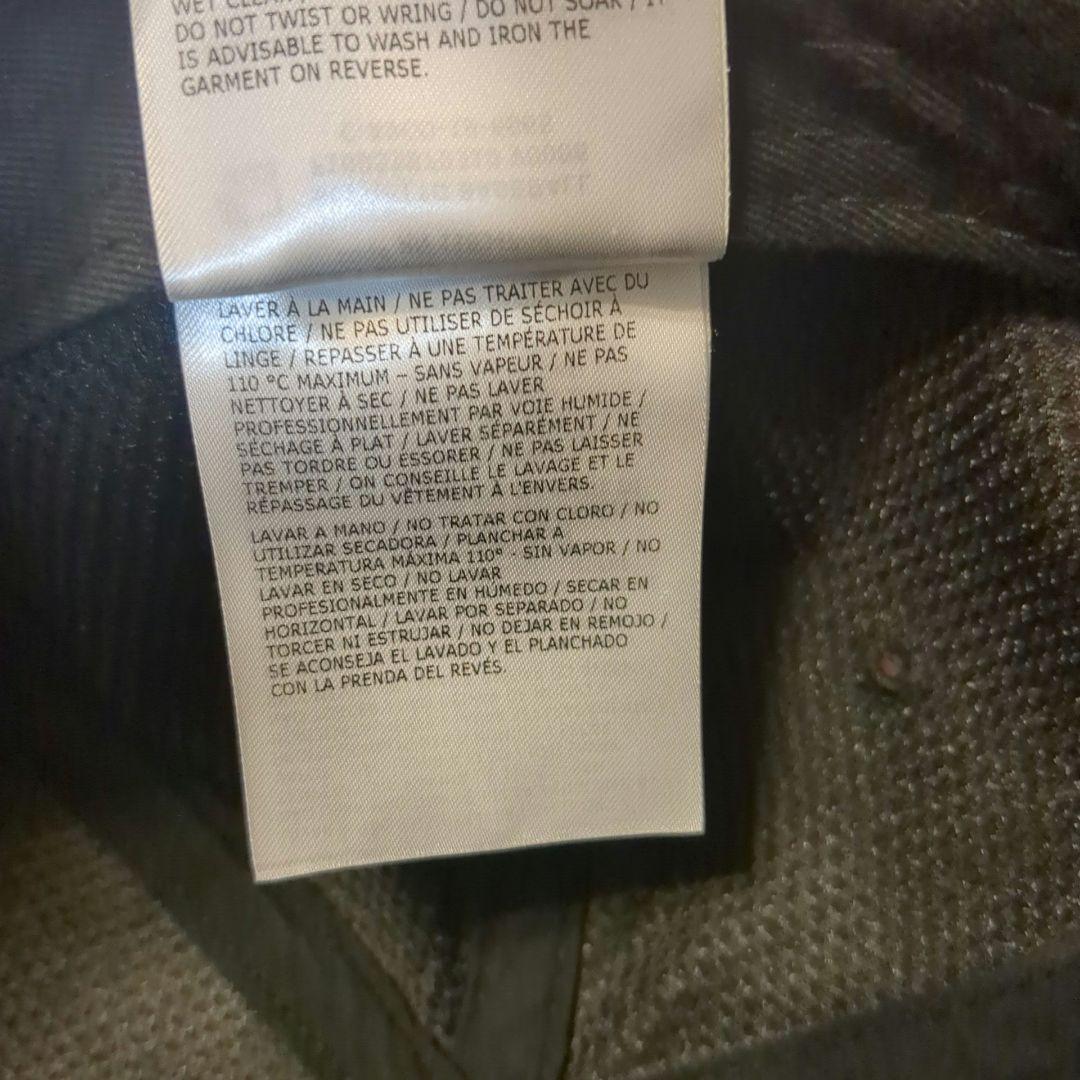 WET CLEAN
DO NOT TWIST OR WRING / DO NOT SOAK / IT
IS ADVISABLE TO WASH AND IRON THE
GARMENT ON REVERSE.
LAVER À LA MAIN / NE PAS TRAITER AVEC DU
CHLORE / NE PAS UTILISER DE SÉCHOIR À
LINGE / REPASSER À UNE TEMPÉRATURE DE
110 °C MAXIMUM – SANS VAPEUR / NE PAS
NETTOYER À SEC / NE PAS LAVER
PROFESSIONNELLEMENT PAR VOIE HUMIDE /
SÉCHAGE À PLAT / LAVER SÉPARÉMENT / NE
PAS TORDRE OU ESSORER / NE PAS LAISSER
TREMPER / ON CONSEILLE LE LAVAGE ET LE
REPASSAGE DU VÊTEMENT À L'ENVERS.
LAVAR A MANO / NO TRATAR CON CLORO / NO
UTILIZAR SECADORA / PLANCHAR A
TEMPERATURA MÁXIMA 110° - SIN VAPOR / NO
LAVAR EN SECO / NO LAVAR
PROFESIONALMENTE EN HÚMEDO / SECAR EN
HORIZONTAL / LAVAR POR SEPARADO / NO
TORCER NI ESTRUJAR / NO DEJAR EN REMOJO /
SE ACONSEJA EL LAVADO Y EL PLANCHADO
CON LA PRENDA DEL REVÉS.